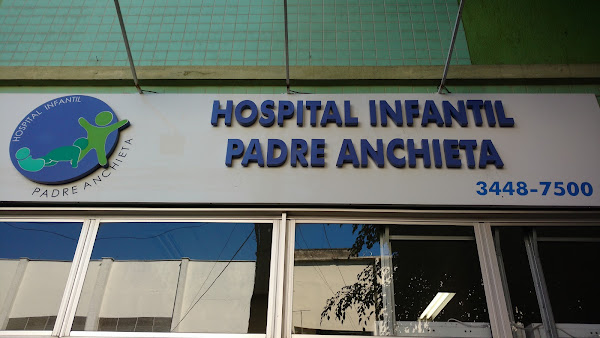 HOSPITAL INFANTIL
PADRE ANCHIETA
HOSPITAL INFANTIL
PADRE ANCHIETA
3448-7500